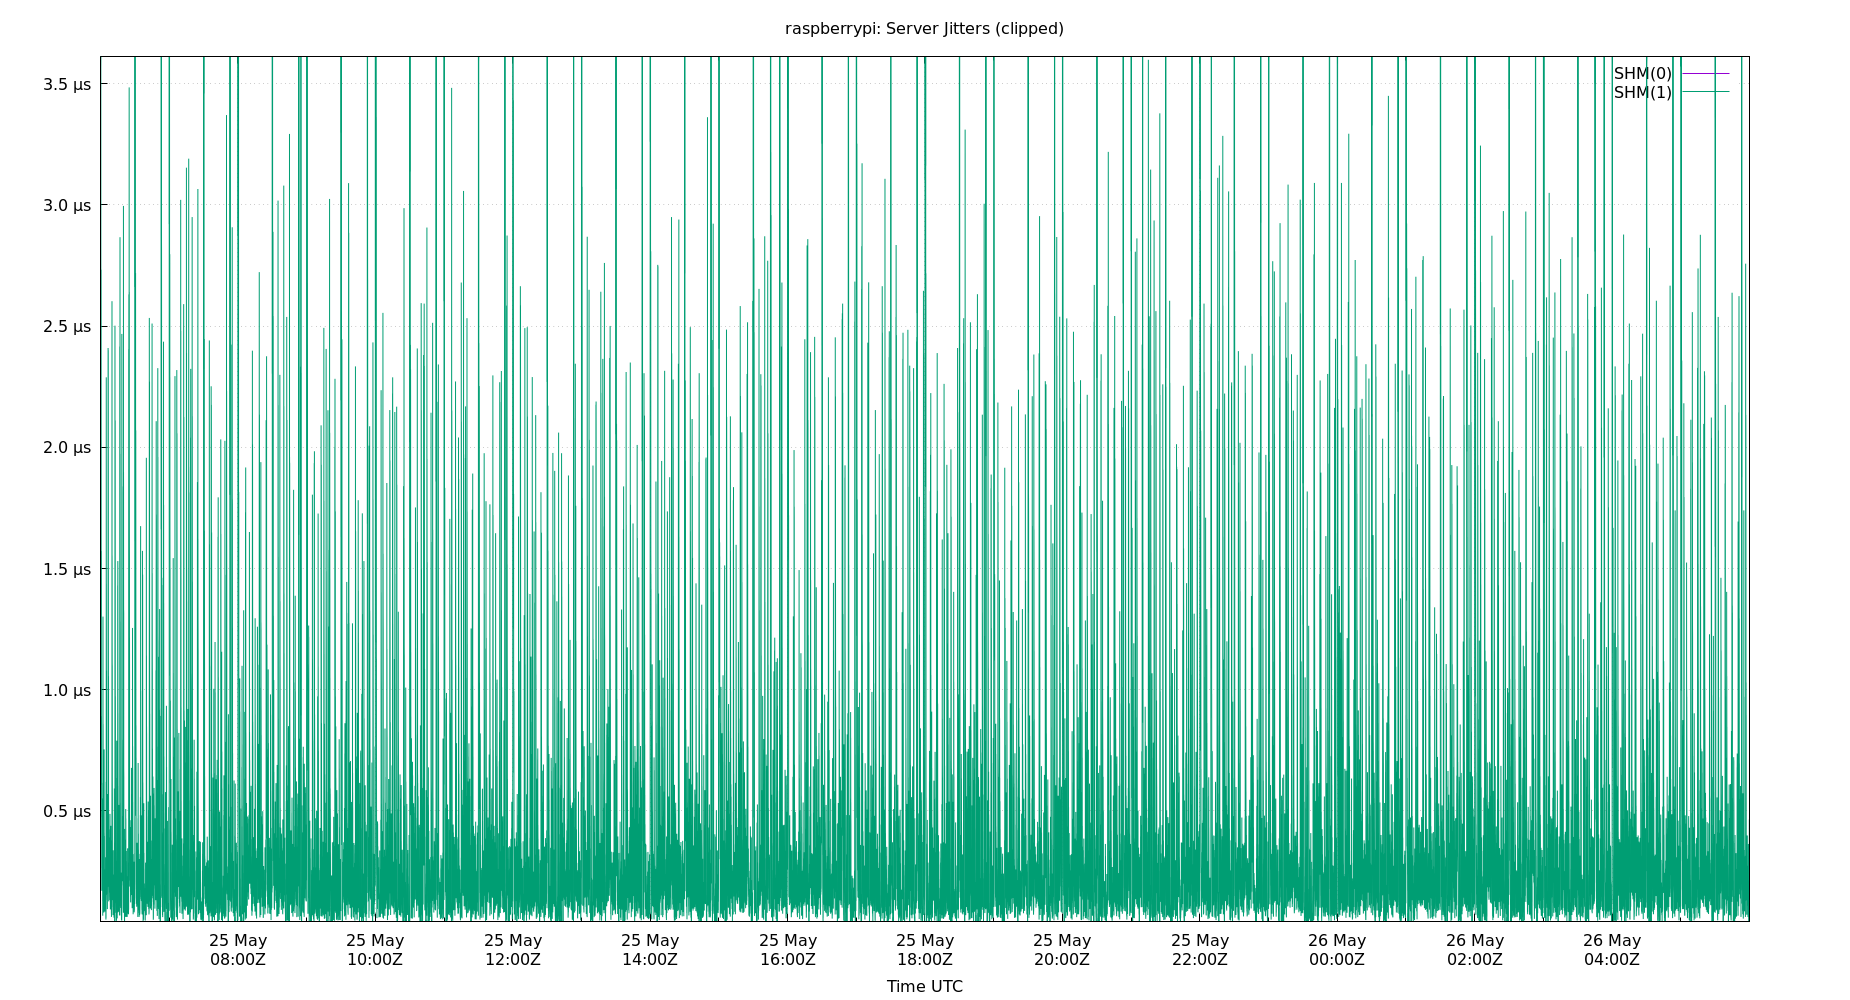 raspberrypi: Server Jitters (clipped)
3.5 µs
3.0 µs
2.5 µs
2.0 µs
1.5 µs
1.0 µs
0.5 µs
SHM(0)
SHM(1)
25 May 25 May 25 May 25 May 25 May 25 May 25 May 25 May 26 May 26 May 26 May
08:00Z 10:00Z 12:00Z 14:00Z 16:00Z 18:00Z 20:00Z 22:00Z 00:00Z 02:00Z 04:00Z
Time UTC